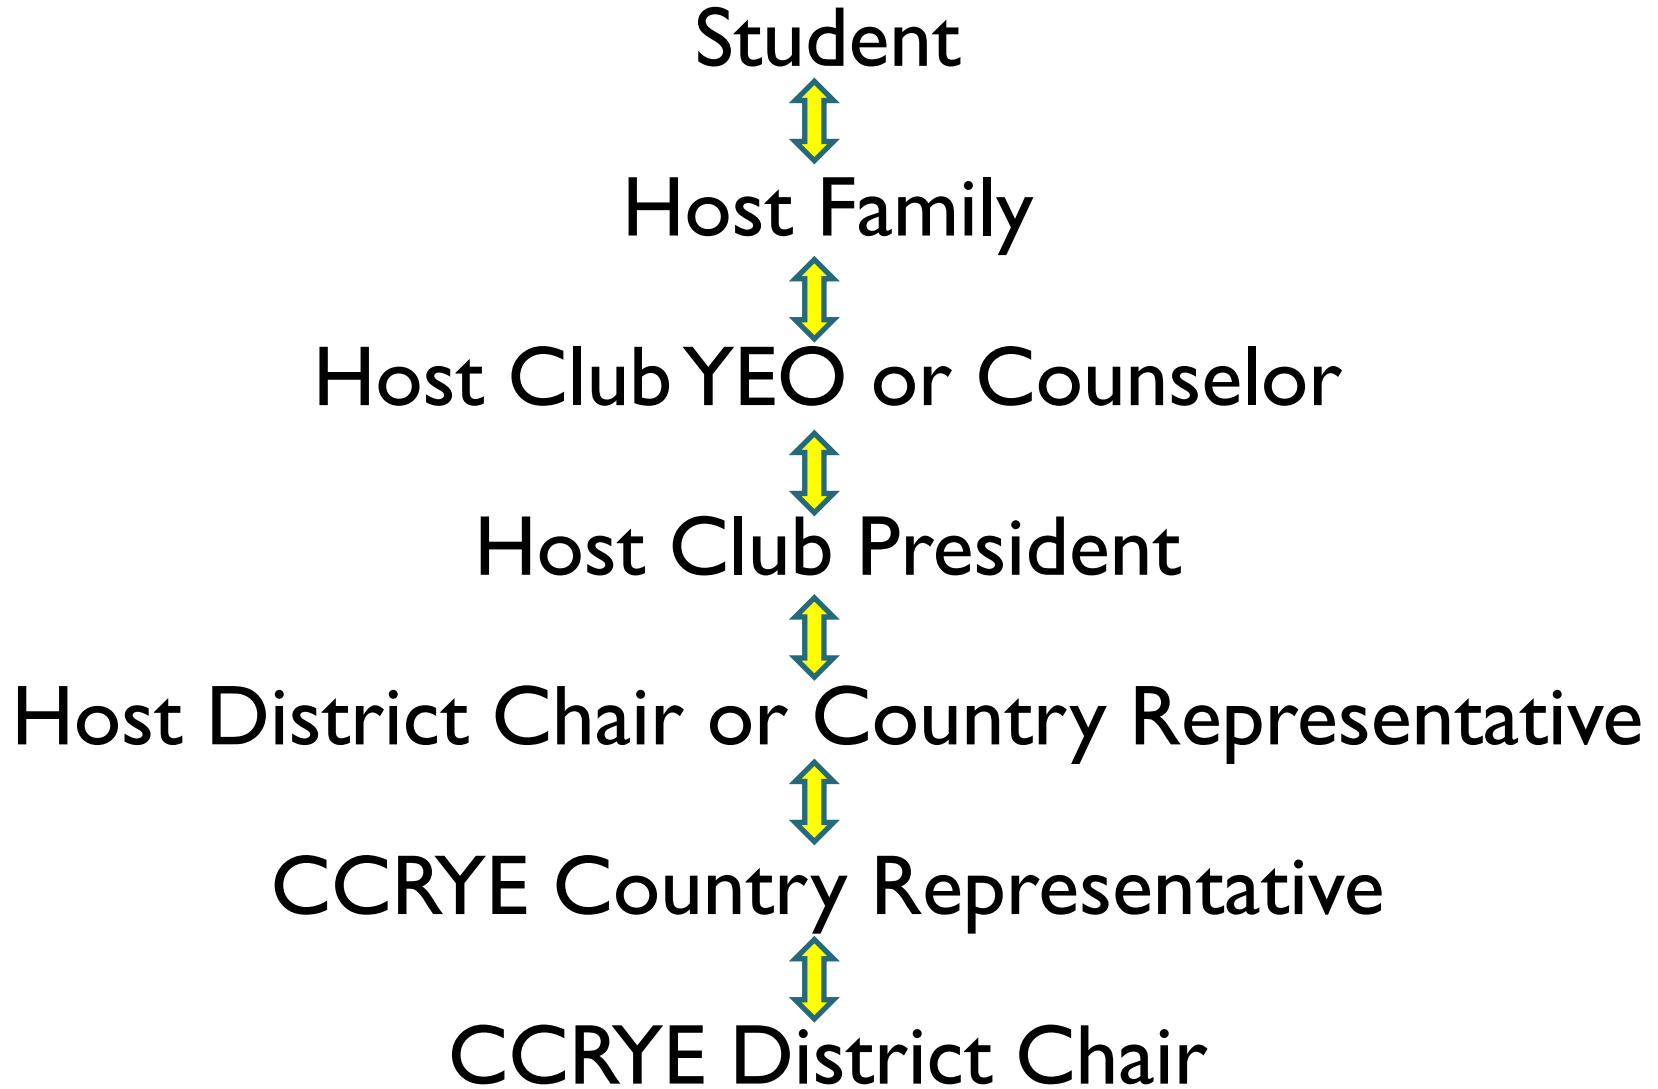 Student
Host Family
Host Club YEO or Counselor
Host Club President
Host District Chair or Country Representative
CCRYE Country Representative
CCRYE District Chair